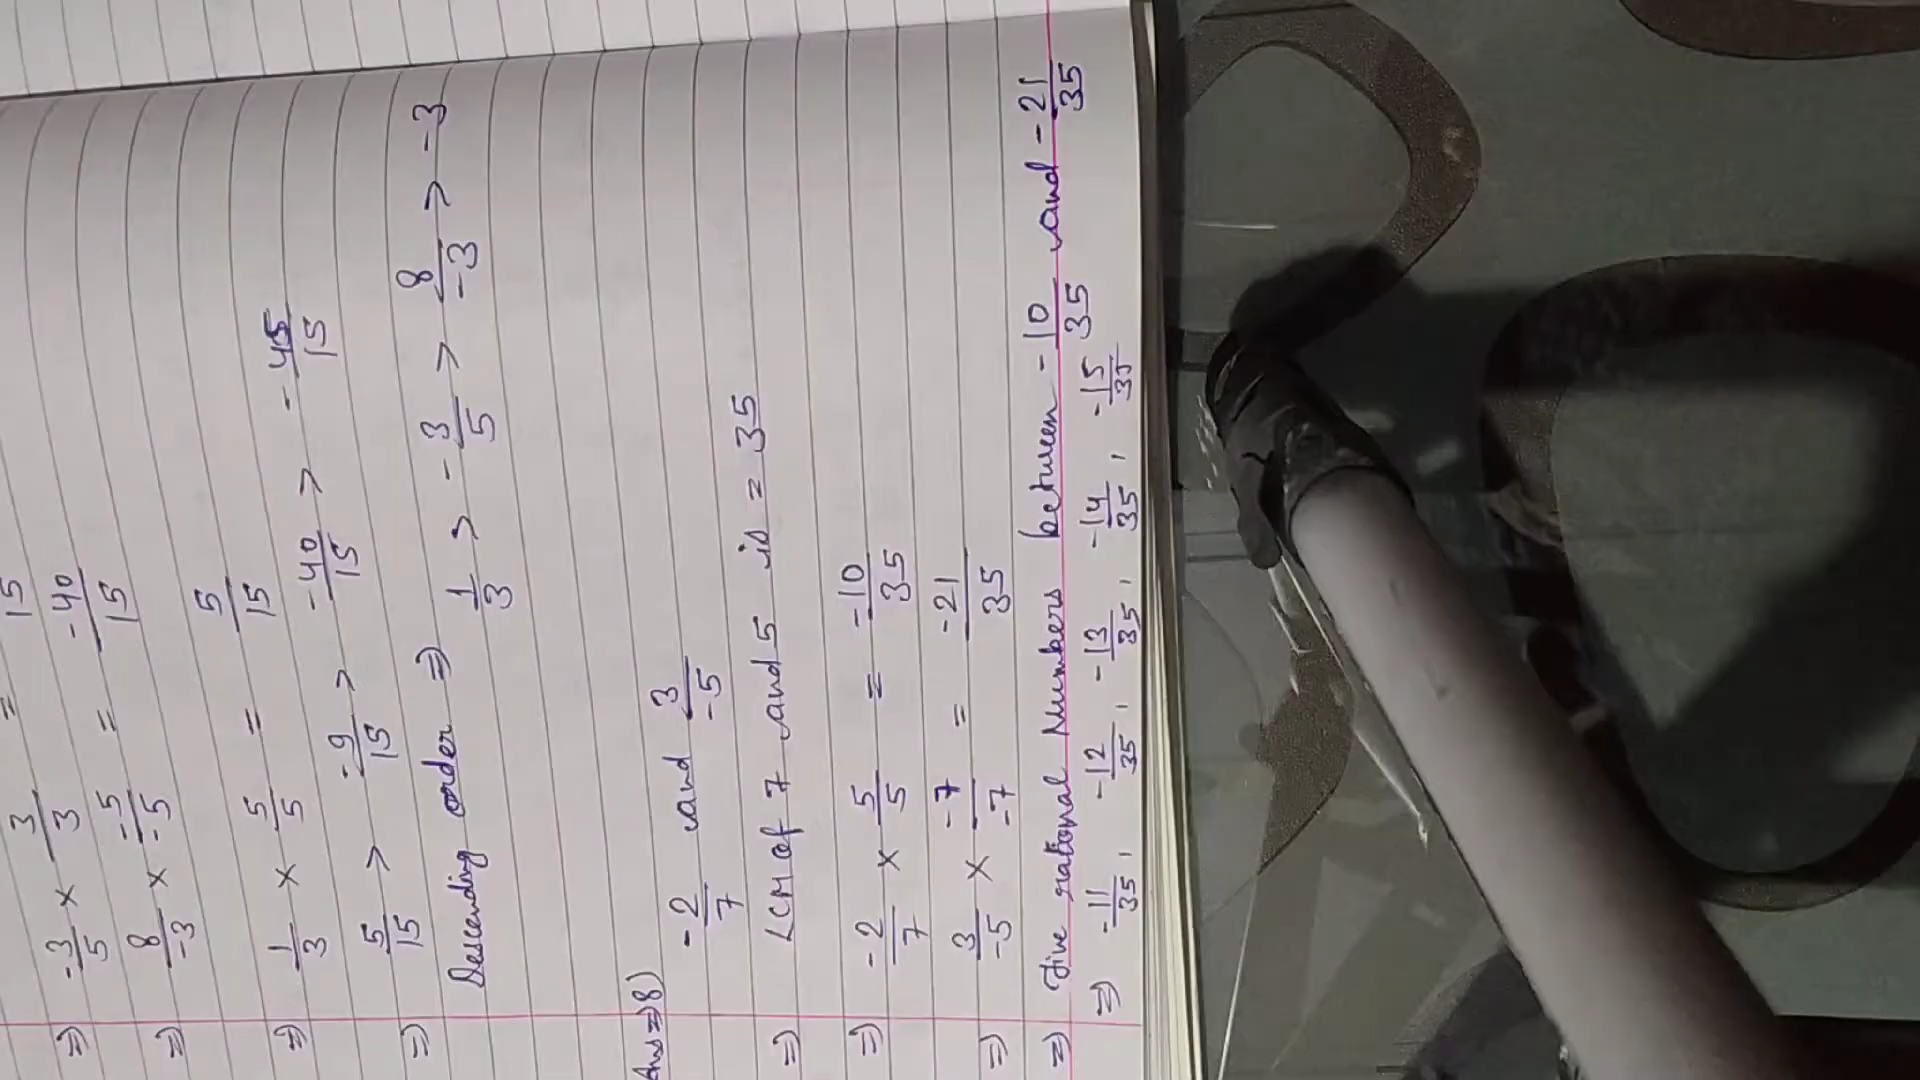 = 15
⇒ -3/5 × 3/3
⇒ 8/-3 × -5/-5 = -40/15
⇒ 1/3 × 5/5 = 5/15
5/15 > -9/15 > -40/15 > -45/15
⇒ Descending order ⇒ 1/3 > -3/5 > 8/-3 > -3
Ans⇒8) -2/7 and 3/-5
⇒ LCM of 7 and 5 is = 35
⇒ -2/7 × 5/5 = -10/35
⇒ 3/-5 × -7/-7 = -21/35
⇒ Five rational Numbers between -10/35 and -21/35
⇒ -11/35, -12/35, -13/35, -14/35, -15/35